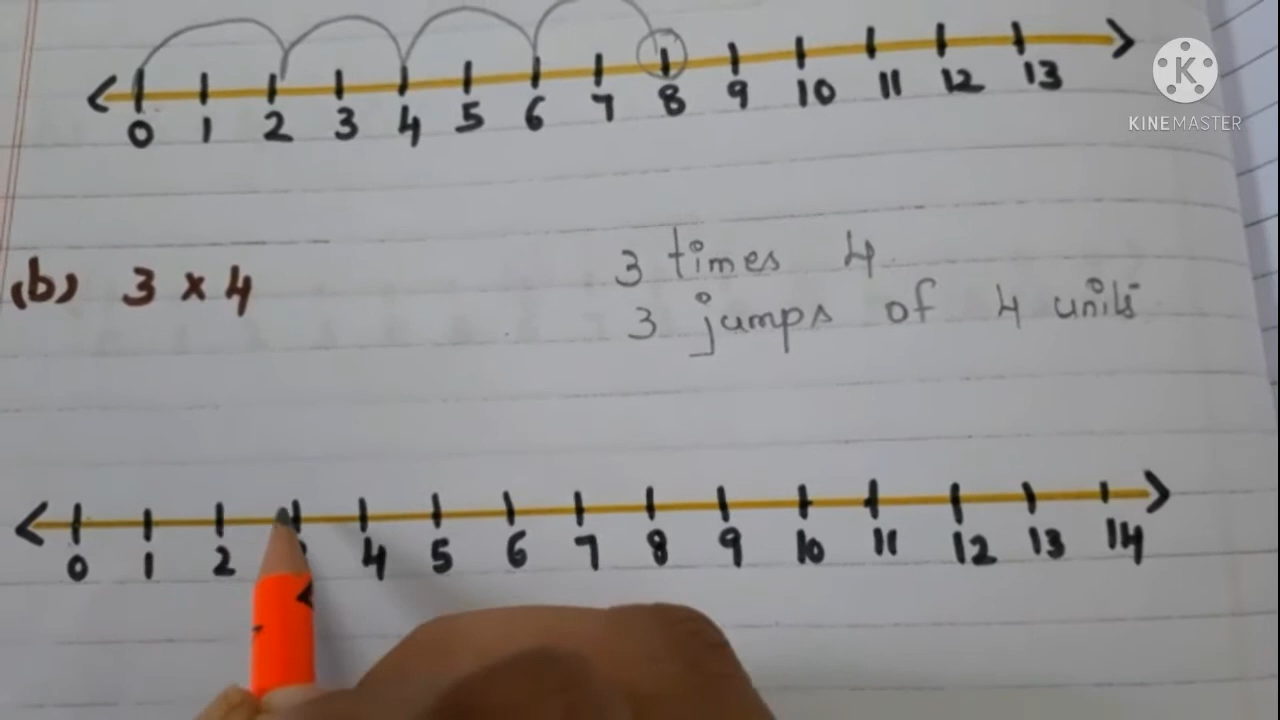 0 1 2 3 4 5 6 7 8 9 10 11 12 13
K
KINEMASTER
3 times 4
(b) 3 x 4
3 jumps of 4 units
0 1 2 4 5 6 7 8 9 10 11 12 13 14